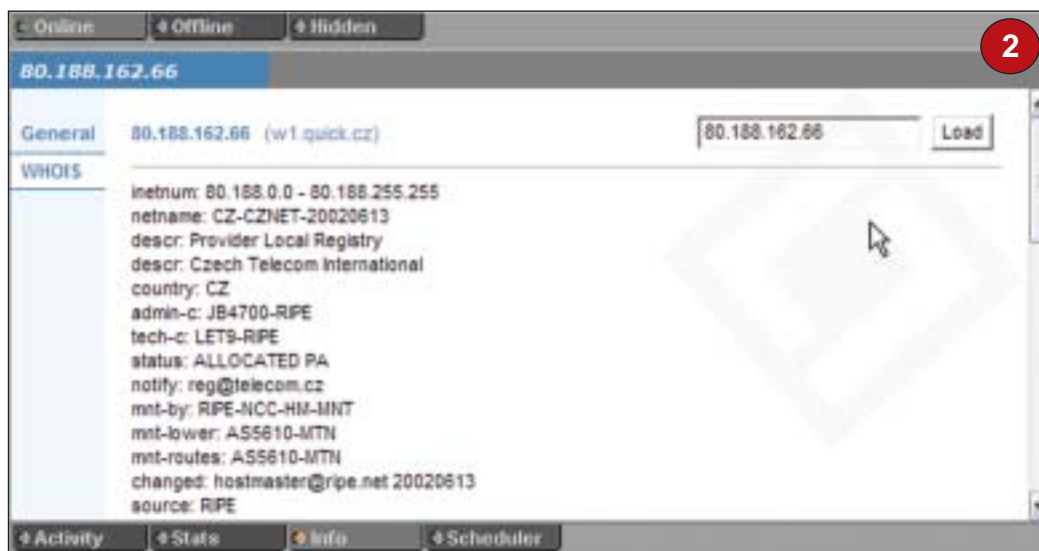 Online Offline Hidden
2
80.188.162.66
General
WHOIS
80.188.162.66 (w1.quick.cz)
80.188.162.66 Load
inetnum: 80.188.0.0 - 80.188.255.255
netname: CZ-CZNET-20020613
descr: Provider Local Registry
descr: Czech Telecom International
country: CZ
admin-c: JB4700-RIPE
tech-c: LET9-RIPE
status: ALLOCATED PA
notify: reg@telecom.cz
mnt-by: RIPE-NCC-HM-MNT
mnt-lower: AS5610-MTN
mnt-routes: AS5610-MTN
changed: hostmaster@ripe.net 20020613
source: RIPE
Activity Stats Info Scheduler